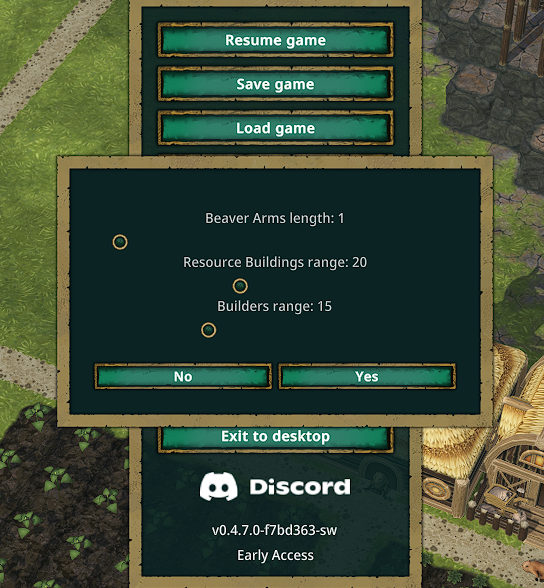 Resume game
Save game
Load game
Beaver Arms length: 1
Resource Buildings range: 20
Builders range: 15
No Yes
Exit to desktop
Discord
v0.4.7.0-f7bd363-sw
Early Access